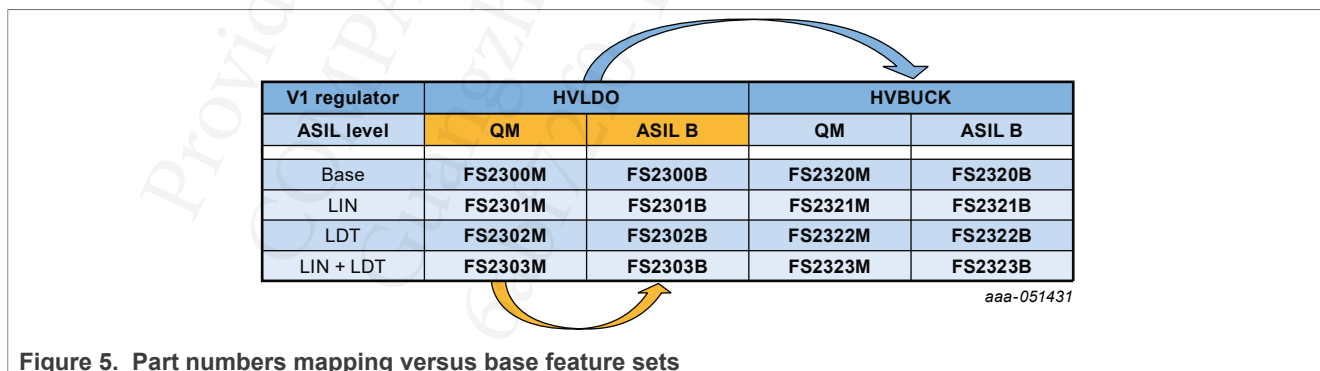 V1 regulator HVLDO HVBUCK
ASIL level QM ASIL B QM ASIL B
Base FS2300M FS2300B FS2320M FS2320B
LIN FS2301M FS2301B FS2321M FS2321B
LDT FS2302M FS2302B FS2322M FS2322B
LIN + LDT FS2303M FS2303B FS2323M FS2323B
aaa-051431
Figure 5. Part numbers mapping versus base feature sets